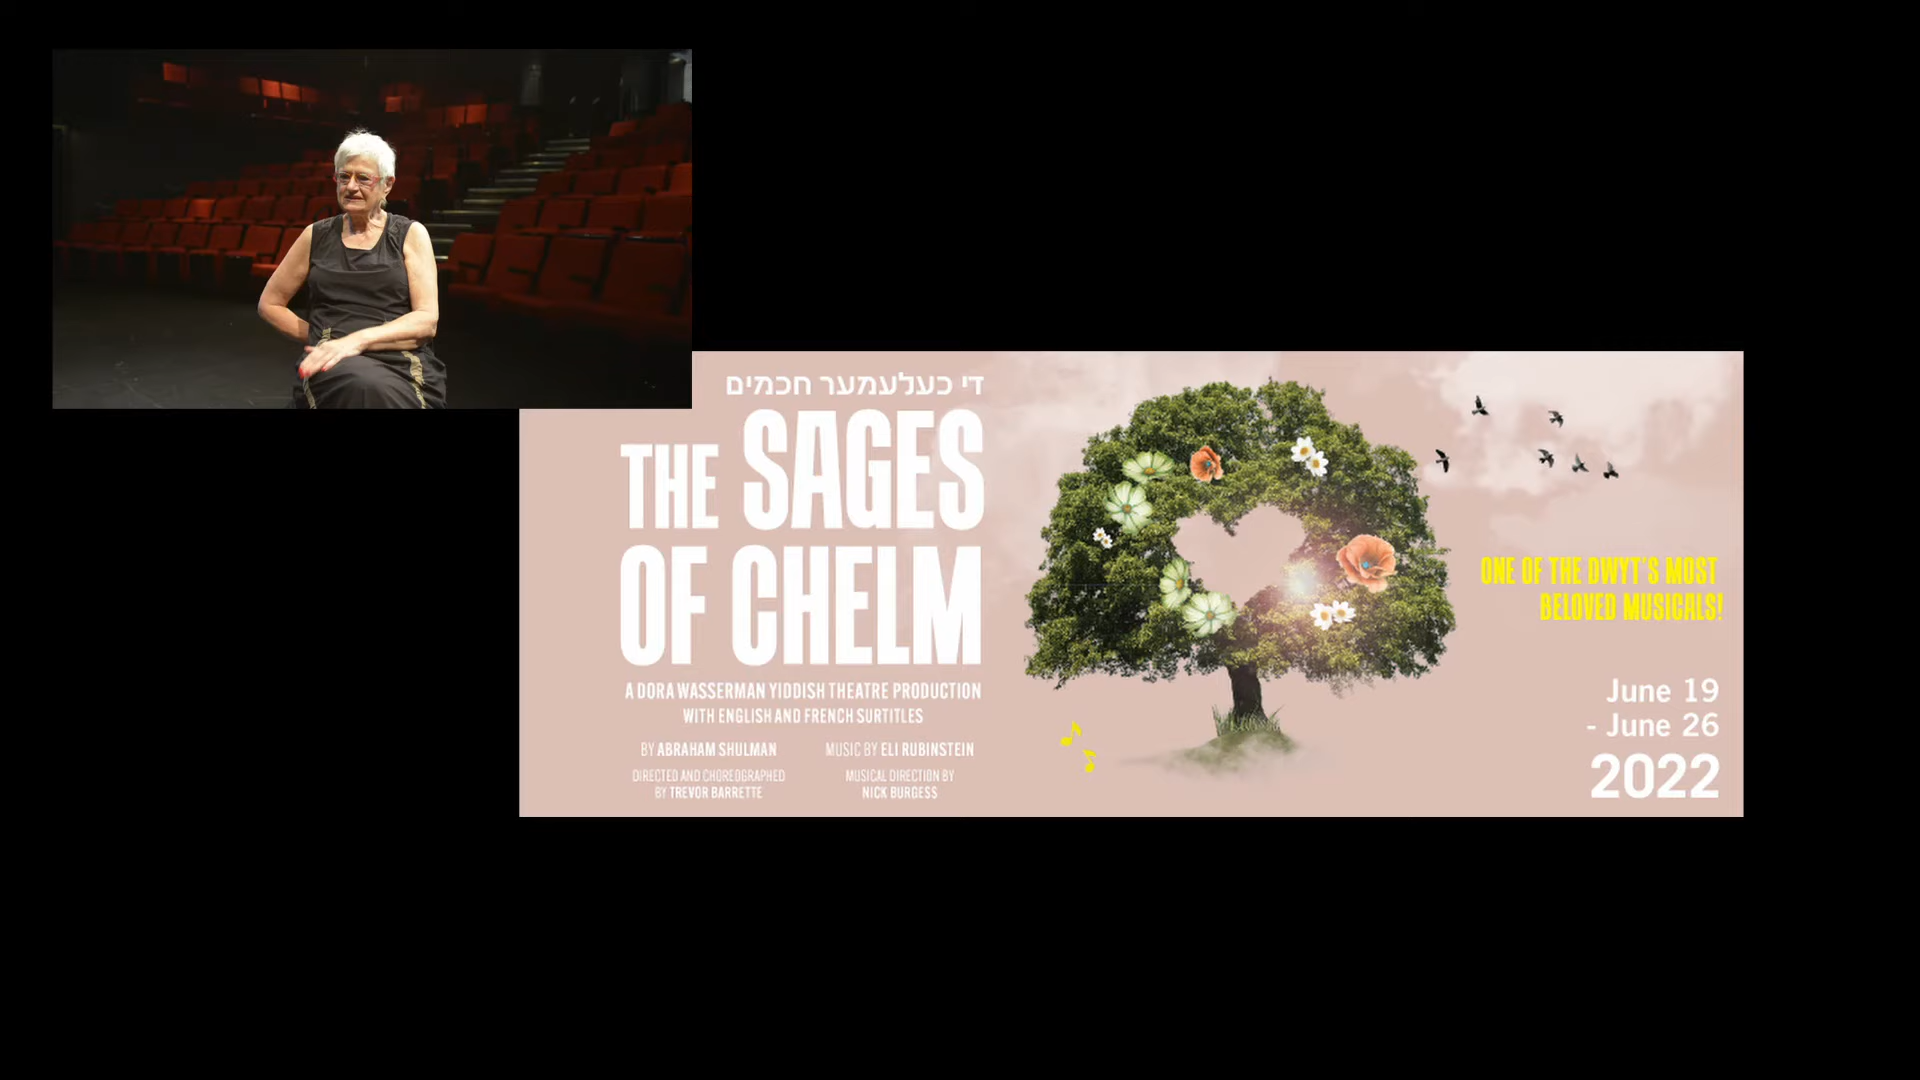 די כעלעמער חכמים
THE SAGES
OF CHELM
A DORA WASSERMAN YIDDISH THEATRE PRODUCTION
WITH ENGLISH AND FRENCH SURTITLES
BY ABRAHAM SHULMAN
MUSIC BY ELI RUBINSTEIN
DIRECTED AND CHOREOGRAPHED
BY TREVOR BARRETTE
MUSICAL DIRECTION BY
NICK BURGESS
ONE OF THE DWYT'S MOST
BELOVED MUSICALS!
June 19
- June 26
2022